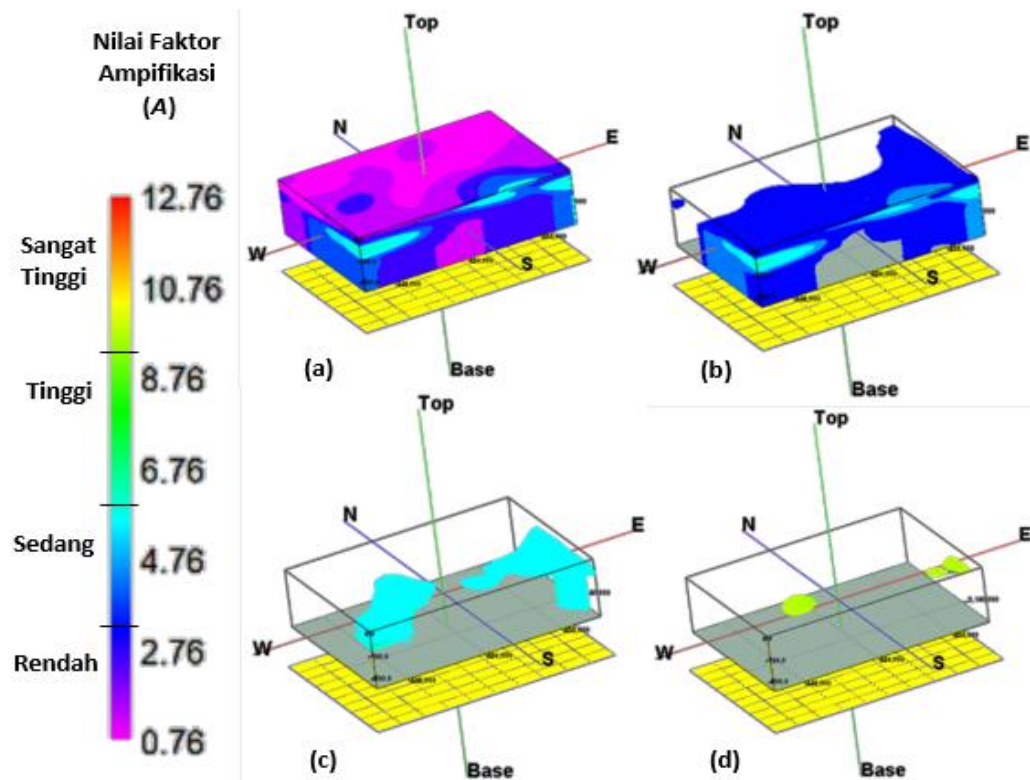 Nilai Faktor
Ampifikasi
(A)
12.76
Sangat
Tinggi
10.76
8.76
Tinggi
6.76
Sedang
4.76
Rendah
2.76
0.76
Top
N
E
W
S
(a)
Base
Top
N
E
W
S
(b)
Base
Top
N
E
W
S
(c)
Base
Top
N
E
W
S
(d)
Base